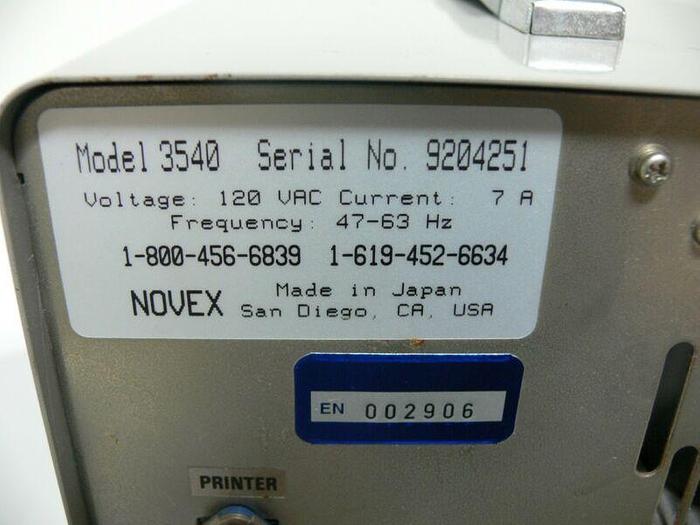 Model 3540 Serial No. 9204251
Voltage: 120 VAC Current: 7 A
Frequency: 47-63 Hz
1-800-456-6839 1-619-452-6634
NOVEX Made in Japan
San Diego, CA, USA
EN 002906
PRINTER